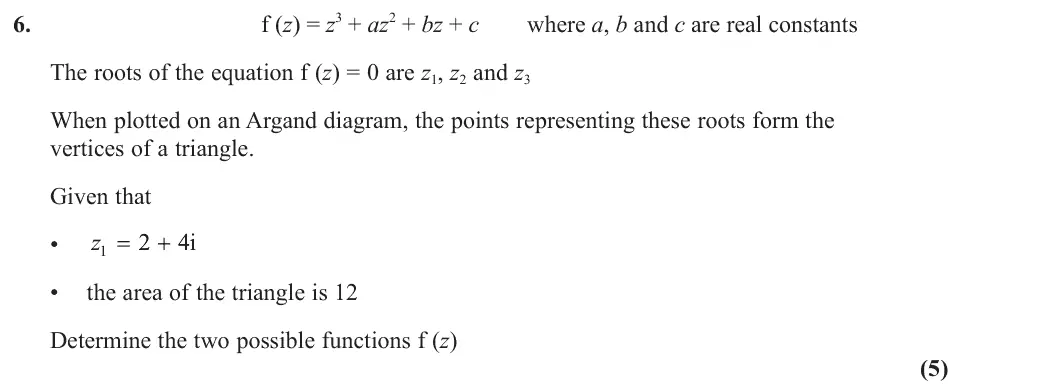 6. f (z) = z³ + az² + bz + c where a, b and c are real constants
The roots of the equation f (z) = 0 are z₁, z₂ and z₃
When plotted on an Argand diagram, the points representing these roots form the
vertices of a triangle.
Given that
• z₁ = 2 + 4i
• the area of the triangle is 12
Determine the two possible functions f (z)
(5)